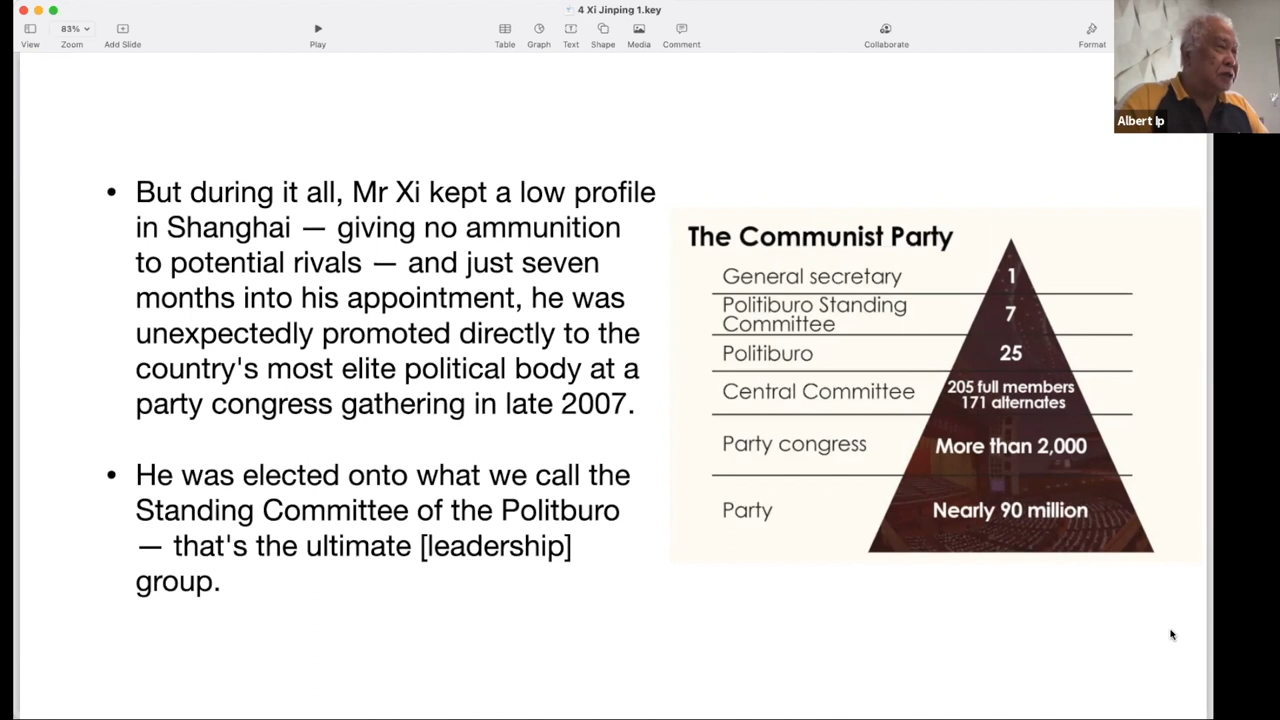 4 Xi Jinping 1.key
83%
View
Zoom
Add Slide
Play
Table
Graph
Text
Shape
Media
Comment
Collaborate
Format
Albert Ip
• But during it all, Mr Xi kept a low profile
in Shanghai — giving no ammunition
to potential rivals — and just seven
months into his appointment, he was
unexpectedly promoted directly to the
country's most elite political body at a
party congress gathering in late 2007.
• He was elected onto what we call the
Standing Committee of the Politburo
— that's the ultimate [leadership]
group.
The Communist Party
General secretary 1
Politiburo Standing
Committee 7
Politiburo 25
Central Committee 205 full members
171 alternates
Party congress More than 2,000
Party Nearly 90 million